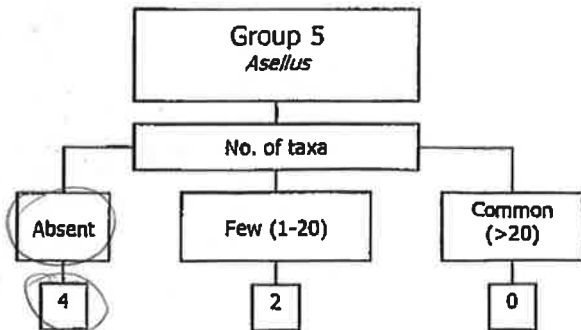 Group 5
Asellus
No. of taxa
Absent
Few (1-20)
Common
(>20)
4
2
0